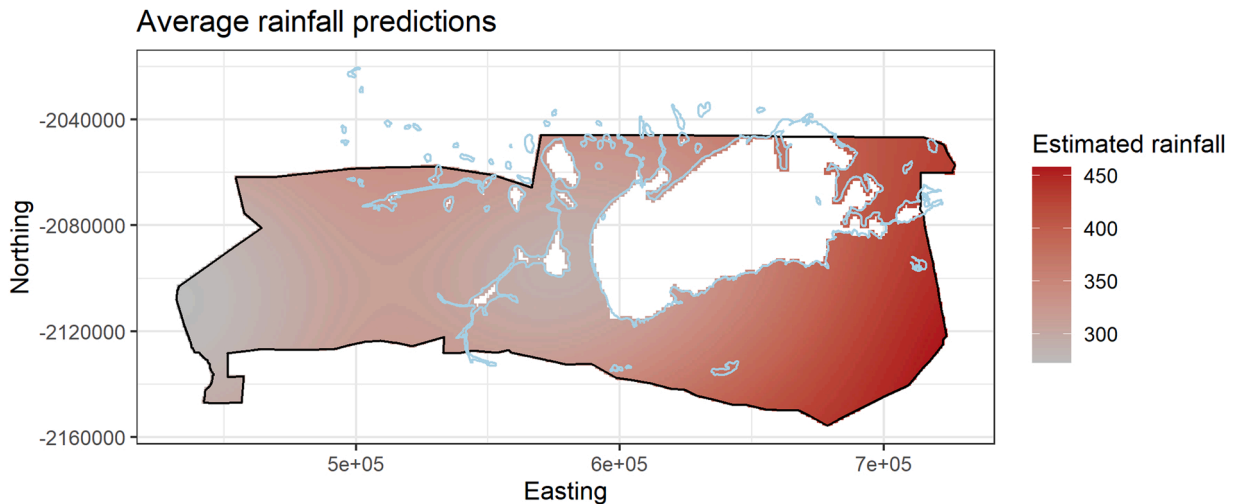 Average rainfall predictions
Northing
-2040000
-2080000
-2120000
-2160000
5e+05
6e+05
7e+05
Easting
Estimated rainfall
450
400
350
300